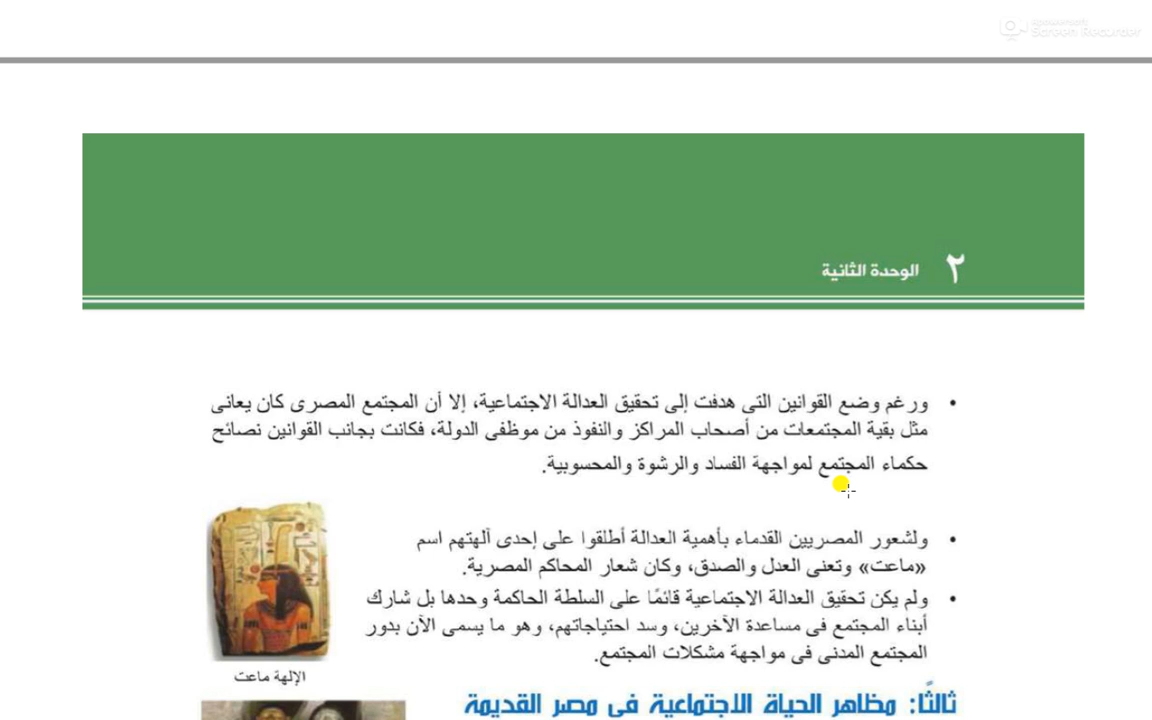 Apowersoft
Screen Recorder
٢ الوحدة الثانية
• ورغم وضع القوانين التى هدفت إلى تحقيق العدالة الاجتماعية، إلا أن المجتمع المصرى كان يعانى
مثل بقية المجتمعات من أصحاب المراكز والنفوذ من موظفى الدولة، فكانت بجانب القوانين نصائح
حكماء المجتمع لمواجهة الفساد والرشوة والمحسوبية.
• ولشعور المصريين القدماء بأهمية العدالة أطلقوا على إحدى آلهتهم اسم
«ماعت» وتعنى العدل والصدق، وكان شعار المحاكم المصرية.
• ولم يكن تحقيق العدالة الاجتماعية قائمًا على السلطة الحاكمة وحدها بل شارك
أبناء المجتمع فى مساعدة الآخرين، وسد احتياجاتهم، وهو ما يسمى الآن بدور
المجتمع المدنى فى مواجهة مشكلات المجتمع.
الإلهة ماعت
ثالثًا: مظاهر الحياة الاجتماعية فى مصر القديمة